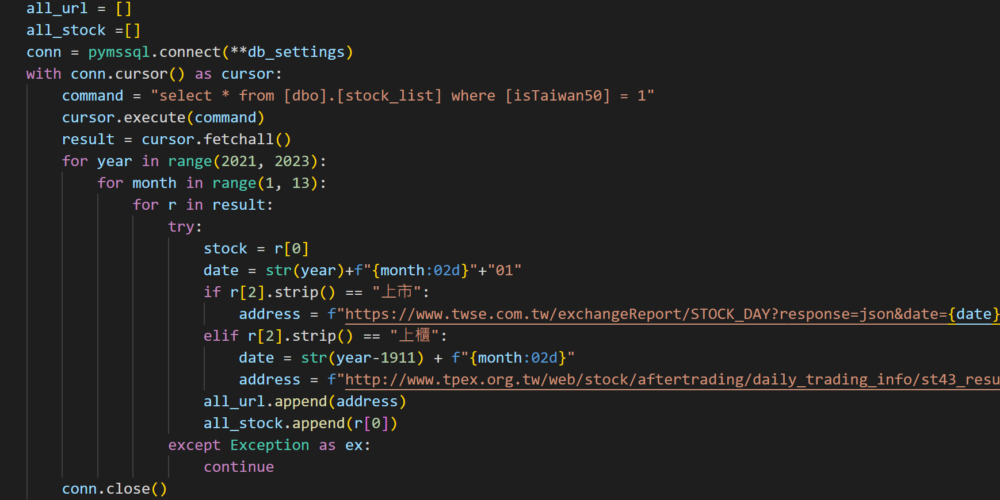 all_url = []
all_stock =[]
conn = pymssql.connect(**db_settings)
with conn.cursor() as cursor:
    command = "select * from [dbo].[stock_list] where [isTaiwan50] = 1"
    cursor.execute(command)
    result = cursor.fetchall()
    for year in range(2021, 2023):
        for month in range(1, 13):
            for r in result:
                try:
                    stock = r[0]
                    date = str(year)+f"{month:02d}"+"01"
                    if r[2].strip() == "上市":
                        address = f"https://www.twse.com.tw/exchangeReport/STOCK_DAY?response=json&date={date}
                    elif r[2].strip() == "上櫃":
                        date = str(year-1911) + f"{month:02d}"
                        address = f"http://www.tpex.org.tw/web/stock/aftertrading/daily_trading_info/st43_resu
                    all_url.append(address)
                    all_stock.append(r[0])
                except Exception as ex:
                    continue
    conn.close()